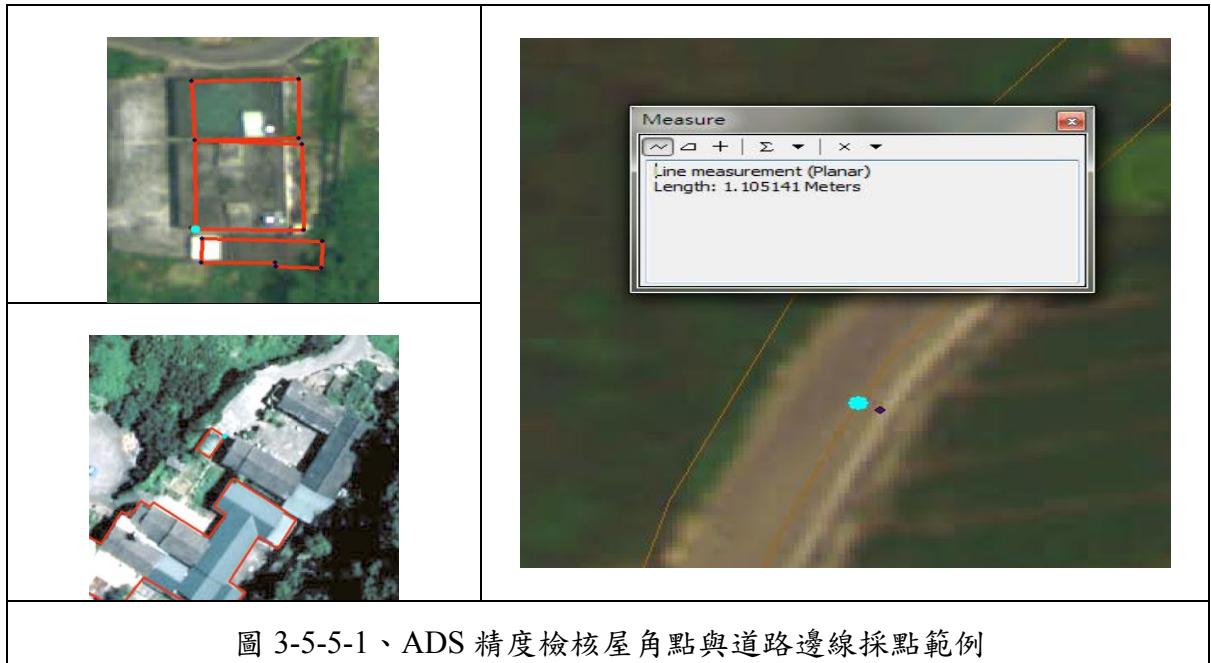 Measure
Σ
Line measurement (Planar)
Length: 1.105141 Meters
圖 3-5-5-1、ADS 精度檢核屋角點與道路邊線採點範例